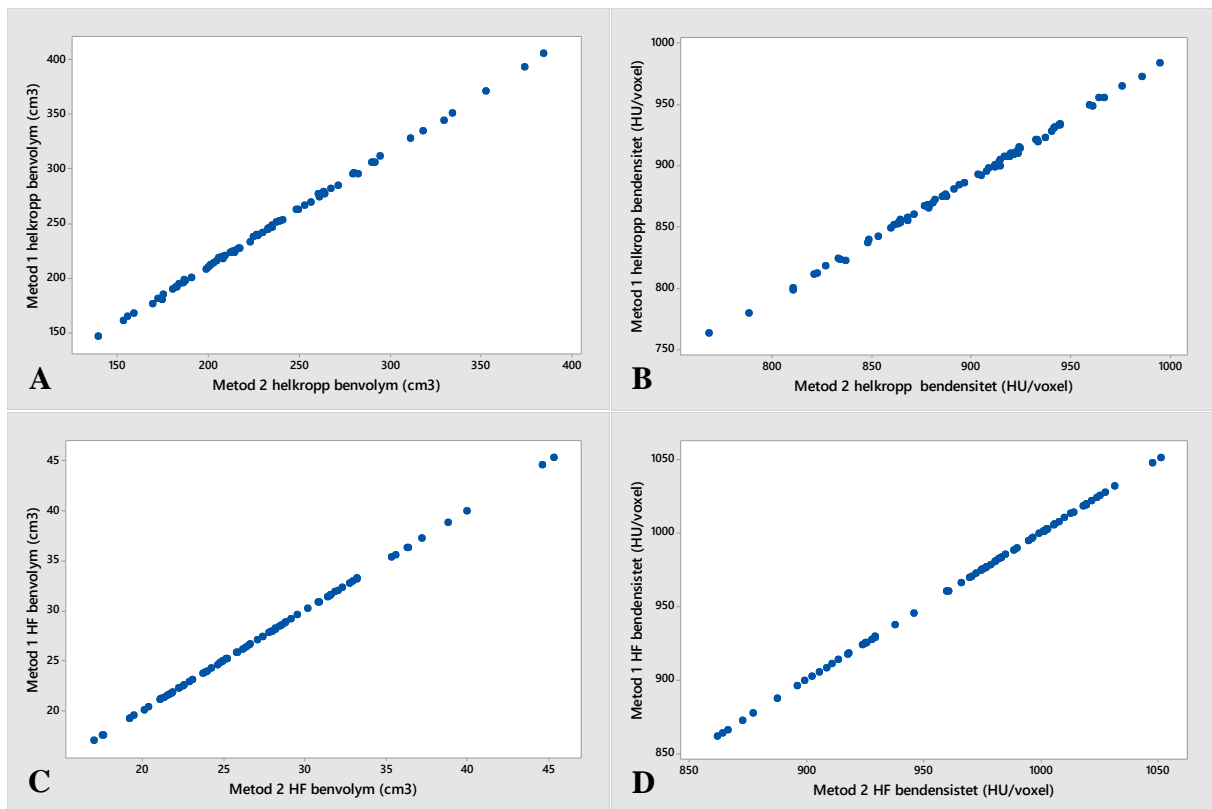 400
350
300
250
200
150
Metod 1 helkropp benvolym (cm3)
150 200 250 300 350 400
Metod 2 helkropp benvolym (cm3)
A
1000
950
900
850
800
750
Metod 1 helkropp bendensitet (HU/voxel)
800 850 900 950 1000
Metod 2 helkropp bendensitet (HU/voxel)
B
45
40
35
30
25
20
Metod 1 HF benvolym (cm3)
20 25 30 35 40 45
Metod 2 HF benvolym (cm3)
C
1050
1000
950
900
850
Metod 1 HF bendensistet (HU/voxel)
850 900 950 1000 1050
Metod 2 HF bendensitet (HU/voxel)
D